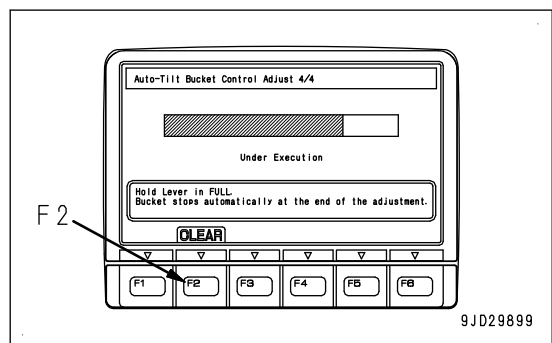 Auto-Tilt Bucket Control Adjust 4/4
Under Execution
Hold Lever in FULL.
Bucket stops automatically at the end of the adjustment.
F2
CLEAR
F1 F2 F3 F4 F5 F6
9JD29899